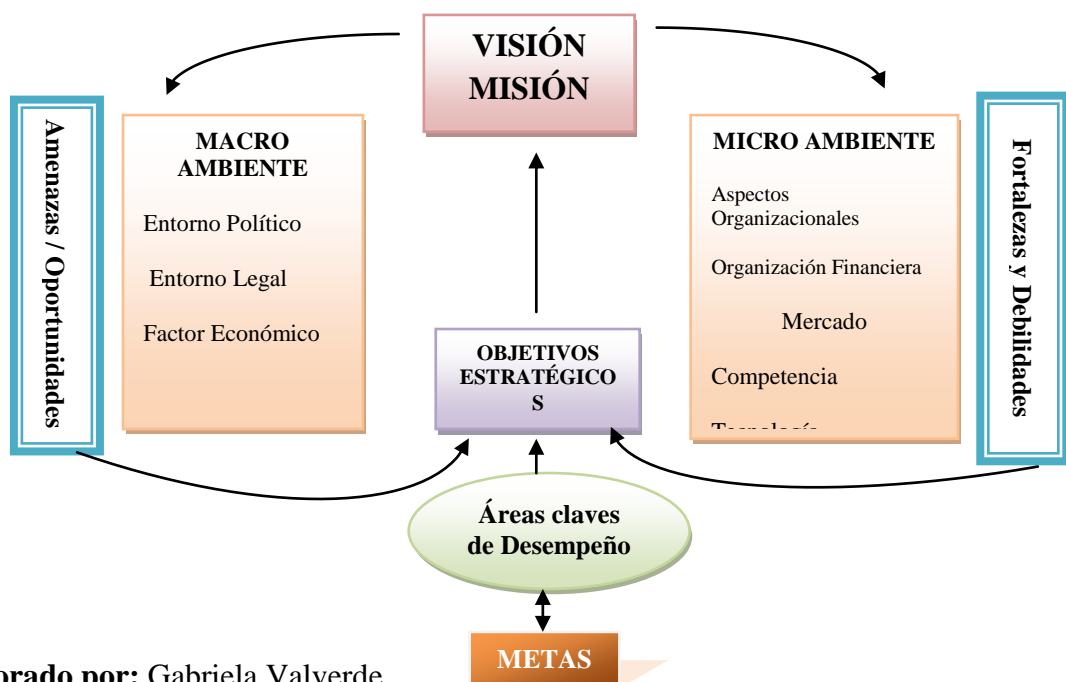 VISIÓN
MISIÓN
Amenazas / Oportunidades
MACRO
AMBIENTE
Entorno Político
Entorno Legal
Factor Económico
MICRO AMBIENTE
Aspectos
Organizacionales
Organización Financiera
Mercado
Competencia
Tecnología
Fortalezas y Debilidades
OBJETIVOS
ESTRATÉGICO
S
Áreas claves
de Desempeño
METAS
orado por: Gabriela Valverde